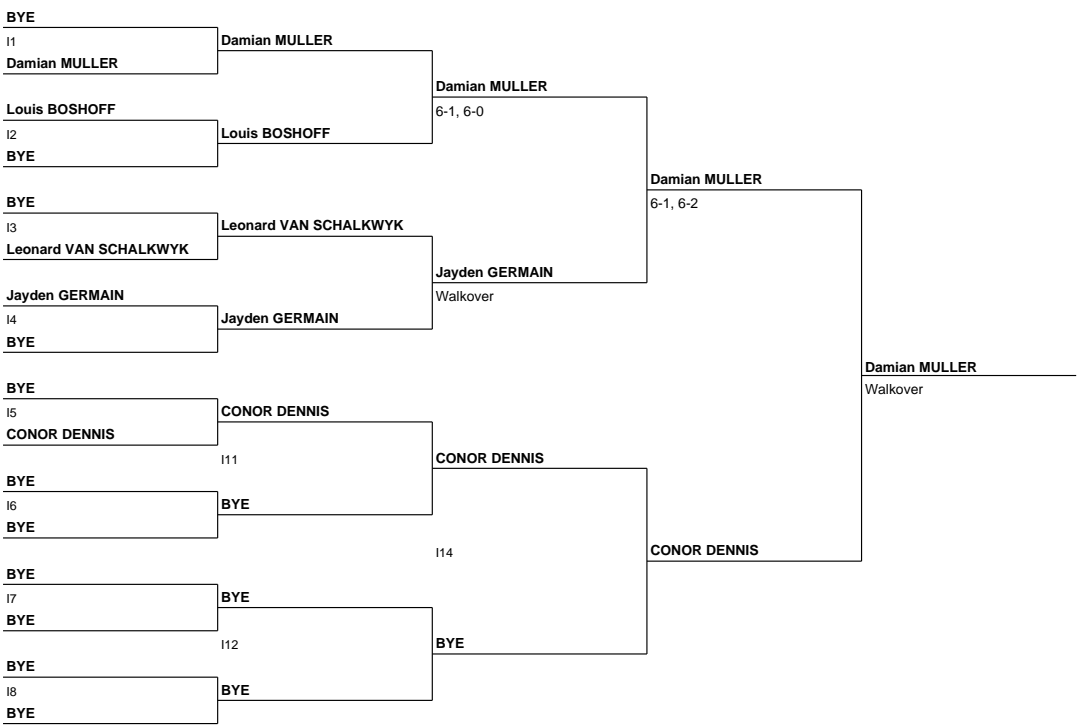 BYE
I1
Damian MULLER
Louis BOSHOFF
I2
BYE
BYE
I3
Leonard VAN SCHALKWYK
Jayden GERMAIN
I4
BYE
BYE
I5
CONOR DENNIS
BYE
I6
BYE
BYE
I7
BYE
BYE
I8
BYE
Damian MULLER
Louis BOSHOFF
Leonard VAN SCHALKWYK
Jayden GERMAIN
CONOR DENNIS
I11
BYE
BYE
I12
BYE
Damian MULLER
6-1, 6-0
Jayden GERMAIN
Walkover
CONOR DENNIS
I14
BYE
Damian MULLER
6-1, 6-2
CONOR DENNIS
Damian MULLER
Walkover